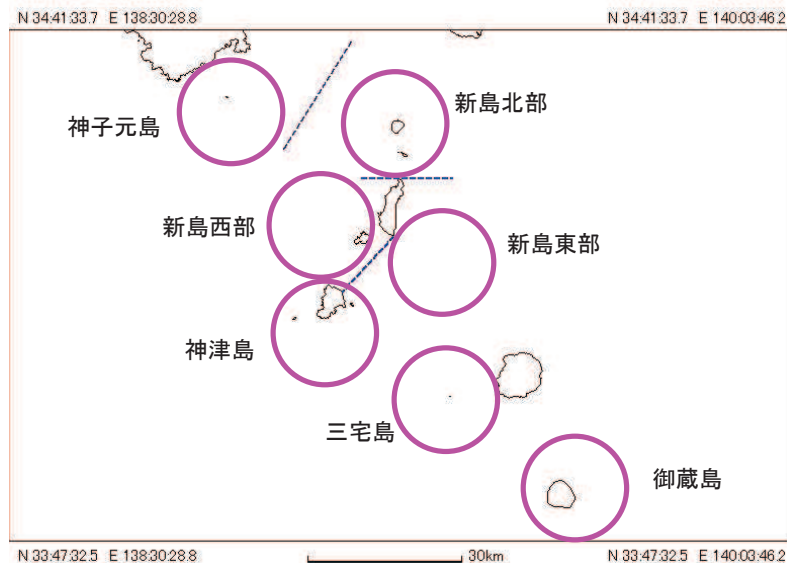 N 34:41:33.7 E 138:30:28.8
N 34:41:33.7 E 140:03:46.2
神子元島
新島北部
新島西部
新島東部
神津島
三宅島
御蔵島
N 33:47:32.5 E 138:30:28.8
30km
N 33:47:32.5 E 140:03:46.2